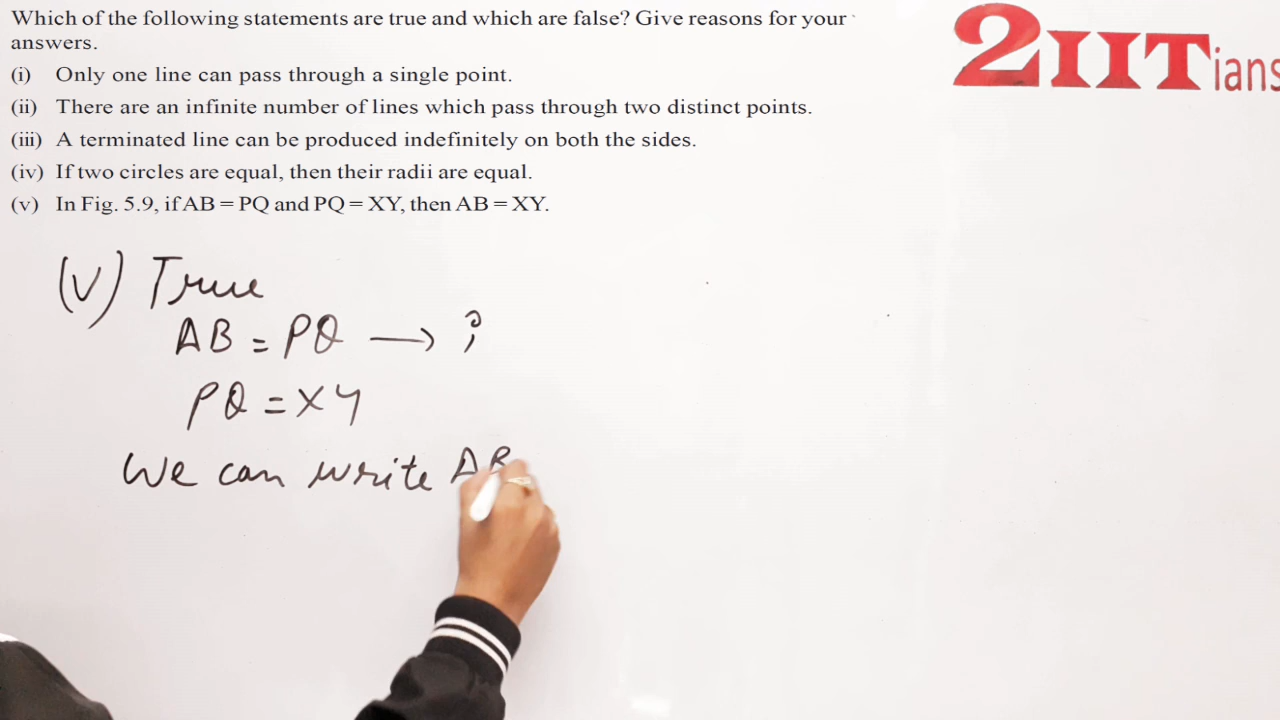 Which of the following statements are true and which are false? Give reasons for your
answers.
(i) Only one line can pass through a single point.
(ii) There are an infinite number of lines which pass through two distinct points.
(iii) A terminated line can be produced indefinitely on both the sides.
(iv) If two circles are equal, then their radii are equal.
(v) In Fig. 5.9, if AB = PQ and PQ = XY, then AB = XY.
2IITians
(V) True
AB = PQ → ?
PQ = XY
We can write AB